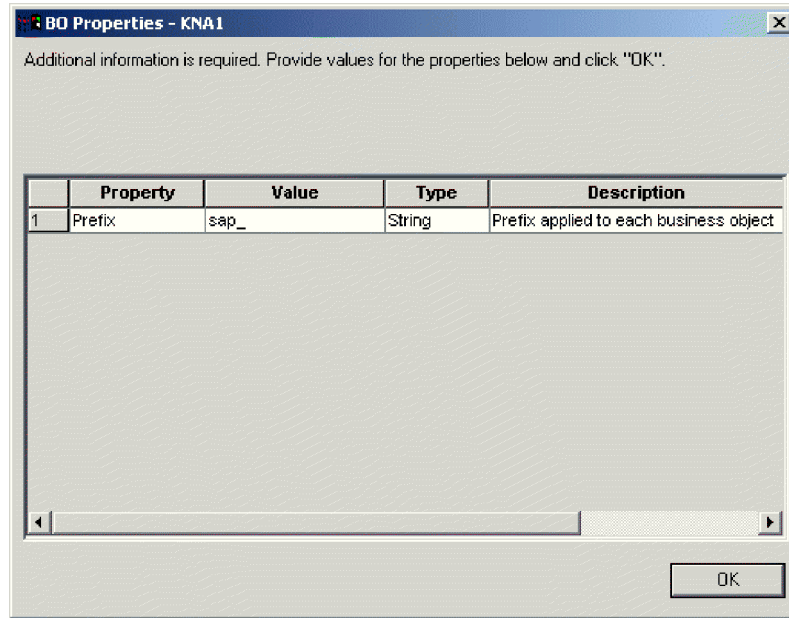 BO Properties - KNA1
Additional information is required. Provide values for the properties below and click "OK".
Property Value Type Description
1 Prefix sap_ String Prefix applied to each business object
OK